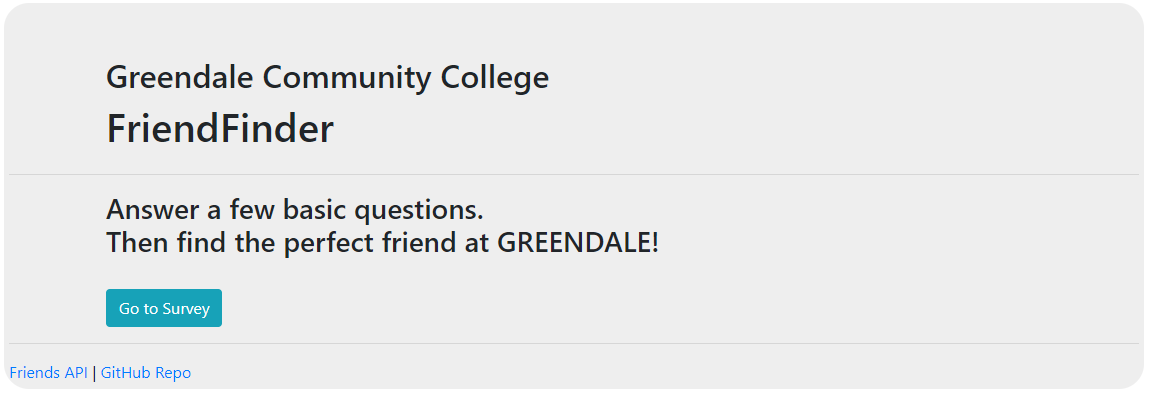 Greendale Community College
FriendFinder
Answer a few basic questions.
Then find the perfect friend at GREENDALE!
Go to Survey
Friends API | GitHub Repo